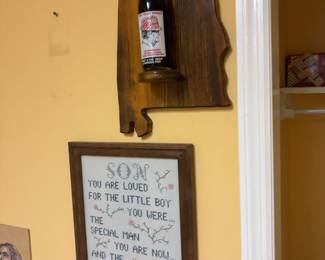 SON
YOU ARE LOVED
FOR THE LITTLE BOY
YOU WERE...
THE
SPECIAL MAN
YOU ARE NOW
AND THE